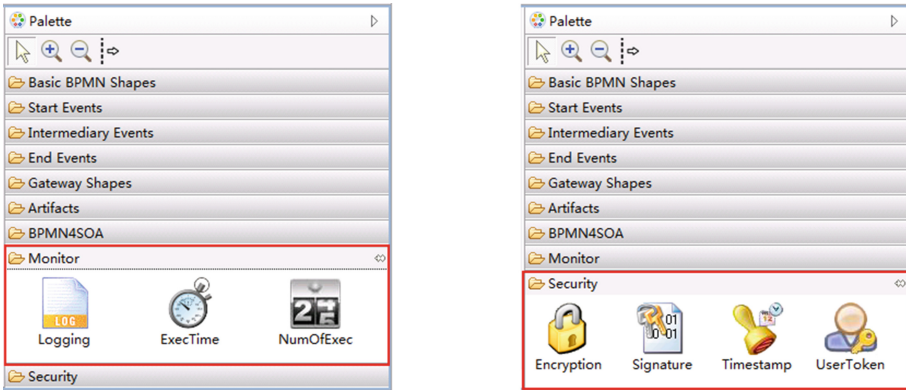 Palette
Basic BPMN Shapes
Start Events
Intermediary Events
End Events
Gateway Shapes
Artifacts
BPMN4SOA
Monitor
LOG
Logging ExecTime NumOfExec
Security
Palette
Basic BPMN Shapes
Start Events
Intermediary Events
End Events
Gateway Shapes
Artifacts
BPMN4SOA
Monitor
Security
Encryption Signature Timestamp UserToken